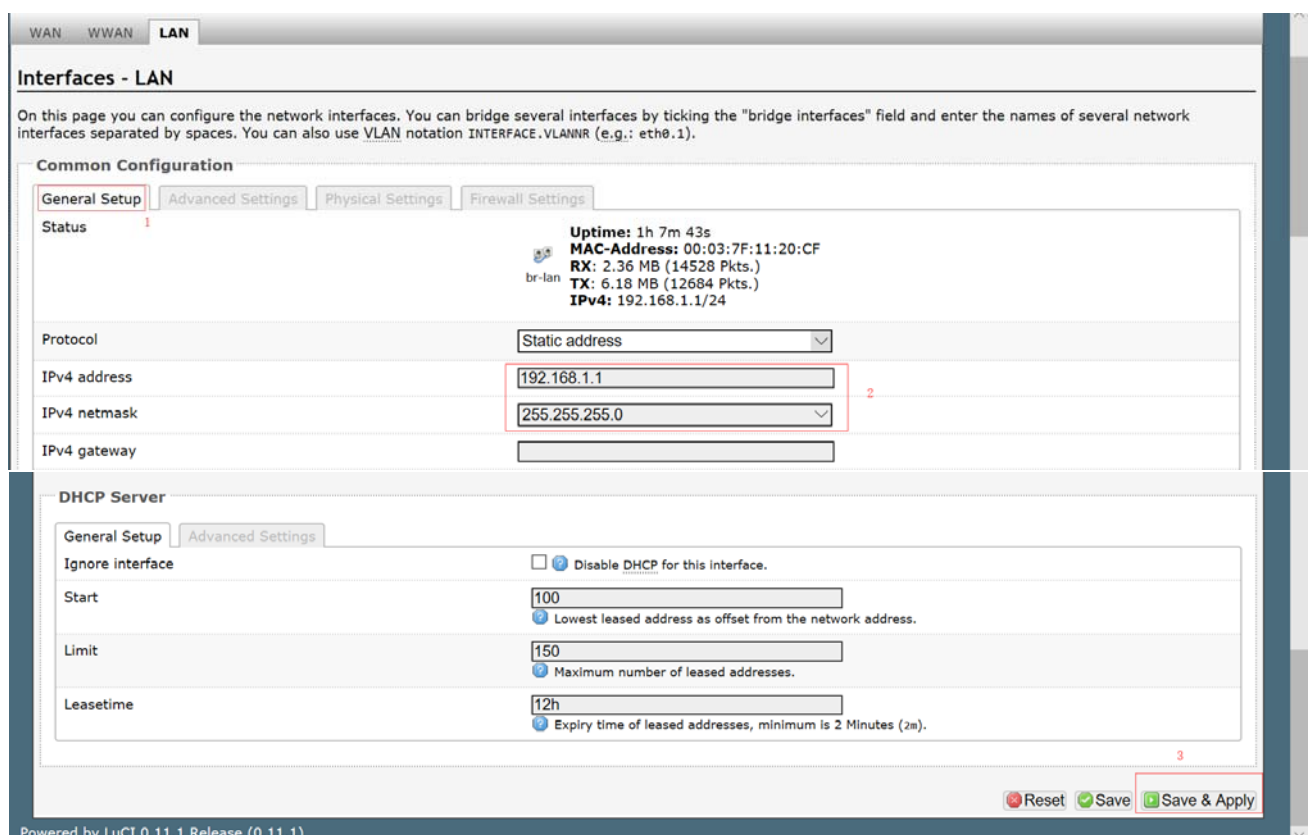 WAN WWAN LAN
Interfaces - LAN
On this page you can configure the network interfaces. You can bridge several interfaces by ticking the "bridge interfaces" field and enter the names of several network
interfaces separated by spaces. You can also use VLAN notation INTERFACE.VLANNR (e.g.: eth0.1).
Common Configuration
General Setup Advanced Settings Physical Settings Firewall Settings
1
Status
br-lan
Uptime: 1h 7m 43s
MAC-Address: 00:03:7F:11:20:CF
RX: 2.36 MB (14528 Pkts.)
TX: 6.18 MB (12684 Pkts.)
IPv4: 192.168.1.1/24
Protocol Static address
IPv4 address 192.168.1.1
2
IPv4 netmask 255.255.255.0
IPv4 gateway
DHCP Server
General Setup Advanced Settings
Ignore interface Disable DHCP for this interface.
Start 100
Lowest leased address as offset from the network address.
Limit 150
Maximum number of leased addresses.
Leasetime 12h
Expiry time of leased addresses, minimum is 2 Minutes (2m).
3
Reset Save Save & Apply
Powered by LuCI 0.11.1 Release (0.11.1)